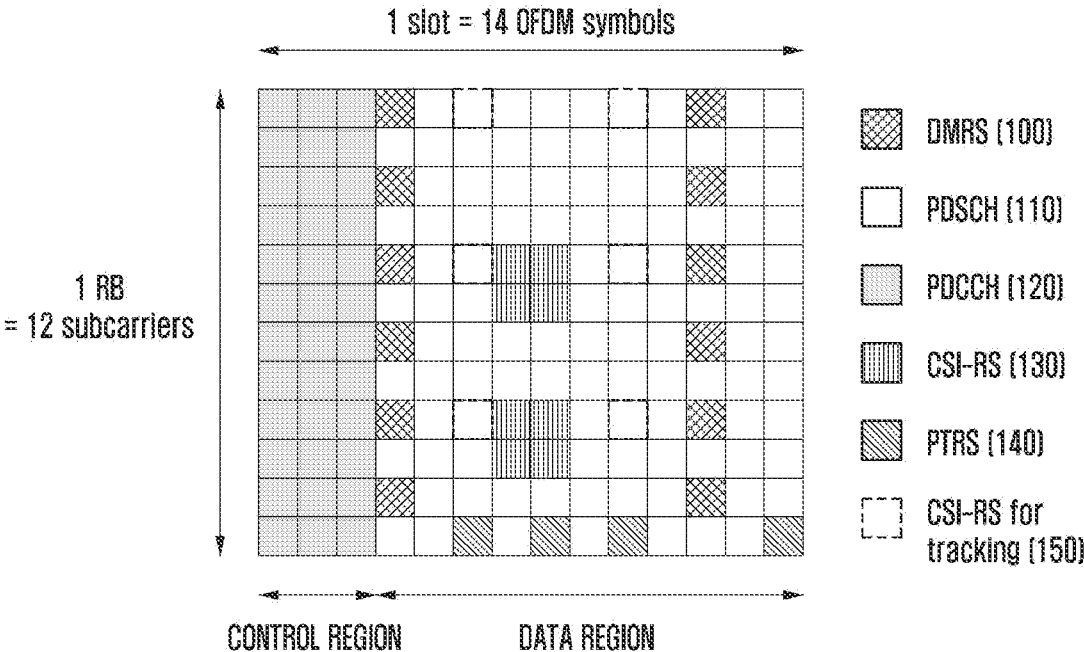 1 slot = 14 OFDM symbols
1 RB
= 12 subcarriers
DMRS (100)
PDSCH (110)
PDCCH (120)
CSI-RS (130)
PTRS (140)
CSI-RS for
tracking (150)
CONTROL REGION
DATA REGION